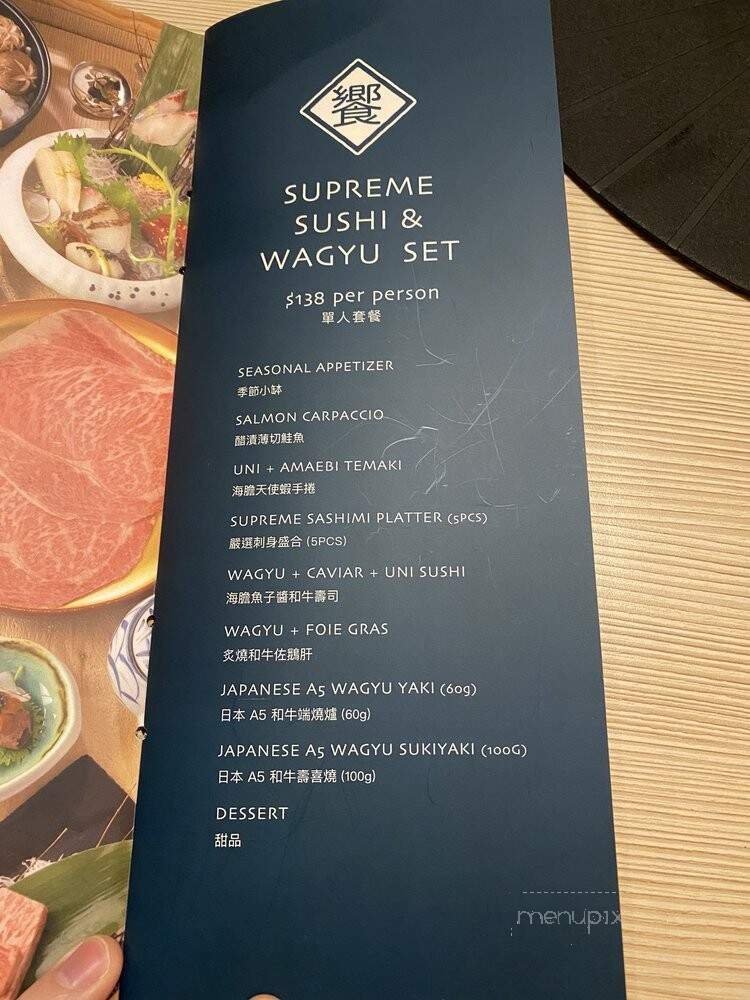 饗
SUPREME
SUSHI &
WAGYU SET
$138 per person
單人套餐
SEASONAL APPETIZER
季節小缽
SALMON CARPACCIO
醋漬薄切鮭魚
UNI + AMAEBI TEMAKI
海膽天使蝦手捲
SUPREME SASHIMI PLATTER (5PCS)
嚴選刺身盛合 (5PCS)
WAGYU + CAVIAR + UNI SUSHI
海膽魚子醬和牛壽司
WAGYU + FOIE GRAS
炙燒和牛佐鵝肝
JAPANESE A5 WAGYU YAKI (60g)
日本 A5 和牛端燒爐 (60g)
JAPANESE A5 WAGYU SUKIYAKI (100G)
日本 A5 和牛壽喜燒 (100g)
DESSERT
甜品
menupix